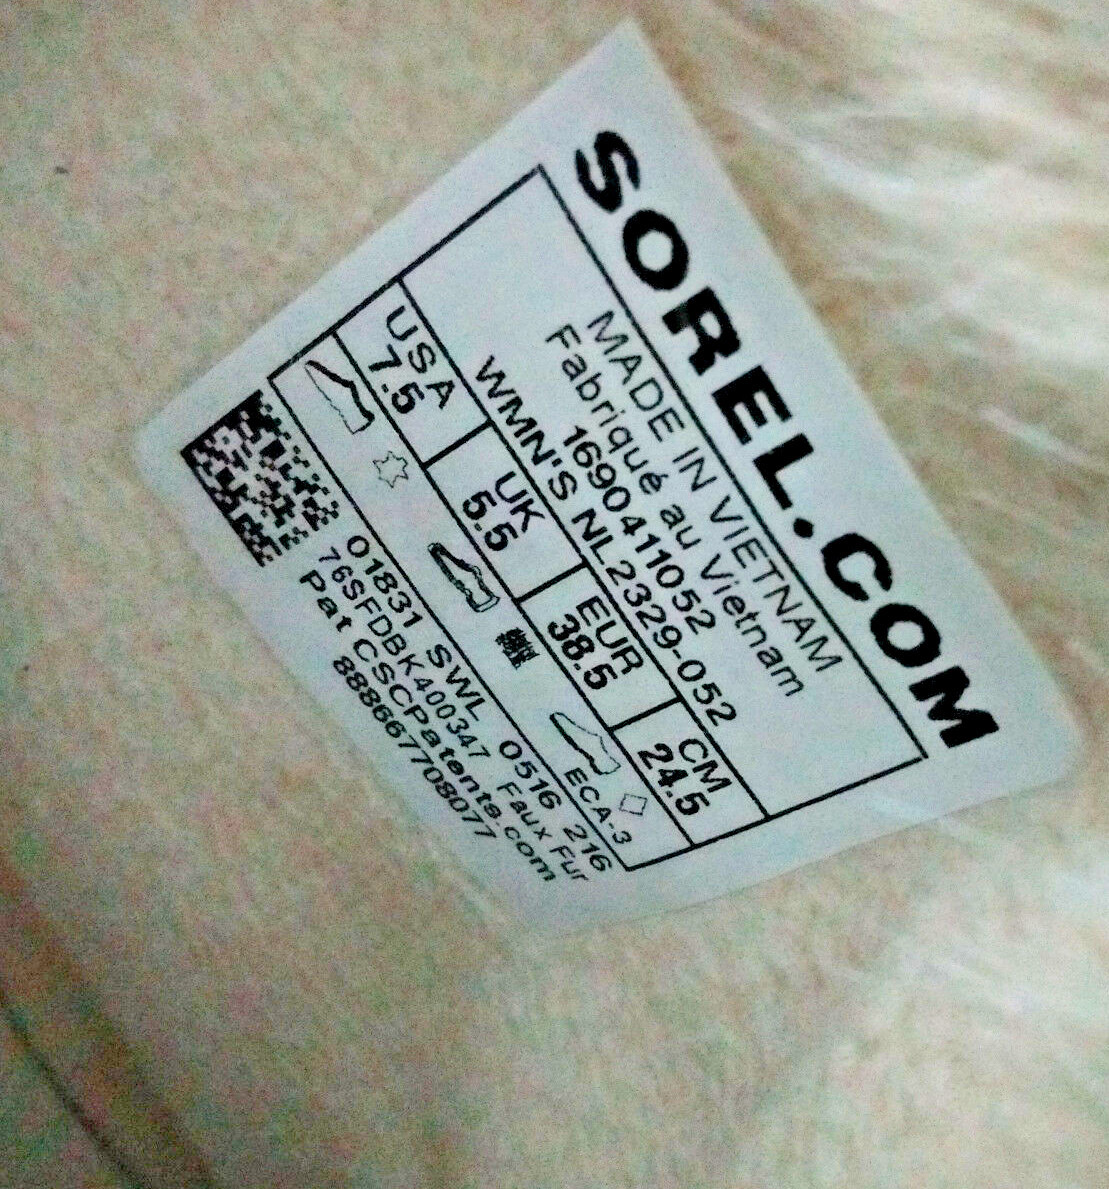 SOREL.COM
MADE IN VIETNAM
Fabriqué au Vietnam
1690411052
WMN'S NL2329-052
USA UK EUR CM
7.5 5.5 38.5 24.5
ECA-3
01831 SWL 0516 216
76SFDBK400347 Faux Fur
Pat CSCPatents.com
888667708077